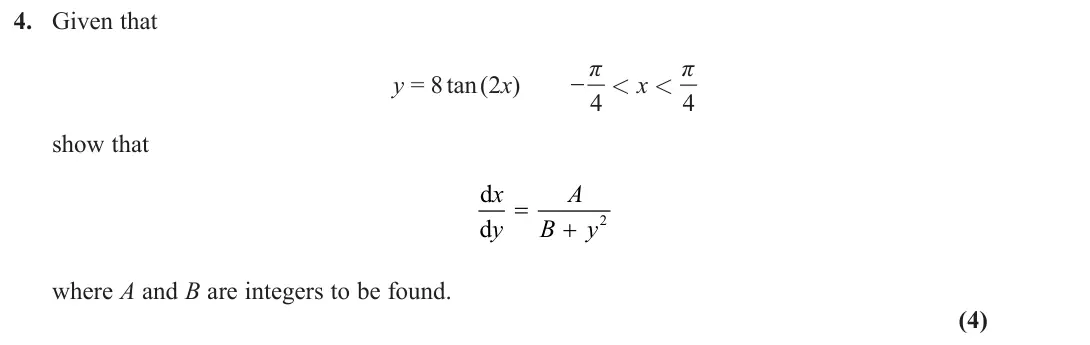 4. Given that
y = 8 tan (2x)  −π/4 < x < π/4
show that
dx/dy = A/(B + y²)
where A and B are integers to be found.
(4)